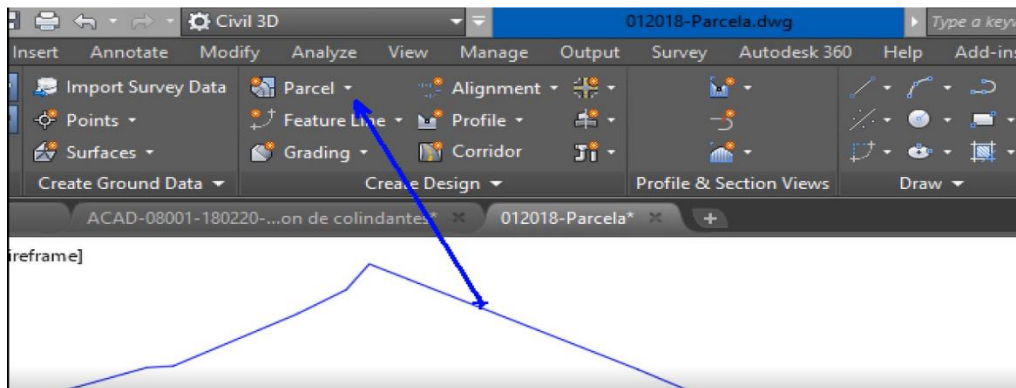 Civil 3D 012018-Parcela.dwg Type a keyw
Insert Annotate Modify Analyze View Manage Output Survey Autodesk 360 Help Add-ins
Import Survey Data Parcel Alignment
Points Feature Line Profile
Surfaces Grading Corridor
Create Ground Data Create Design Profile & Section Views Draw
ACAD-08001-180220-...on de colindantes* 012018-Parcela*
ireframe]